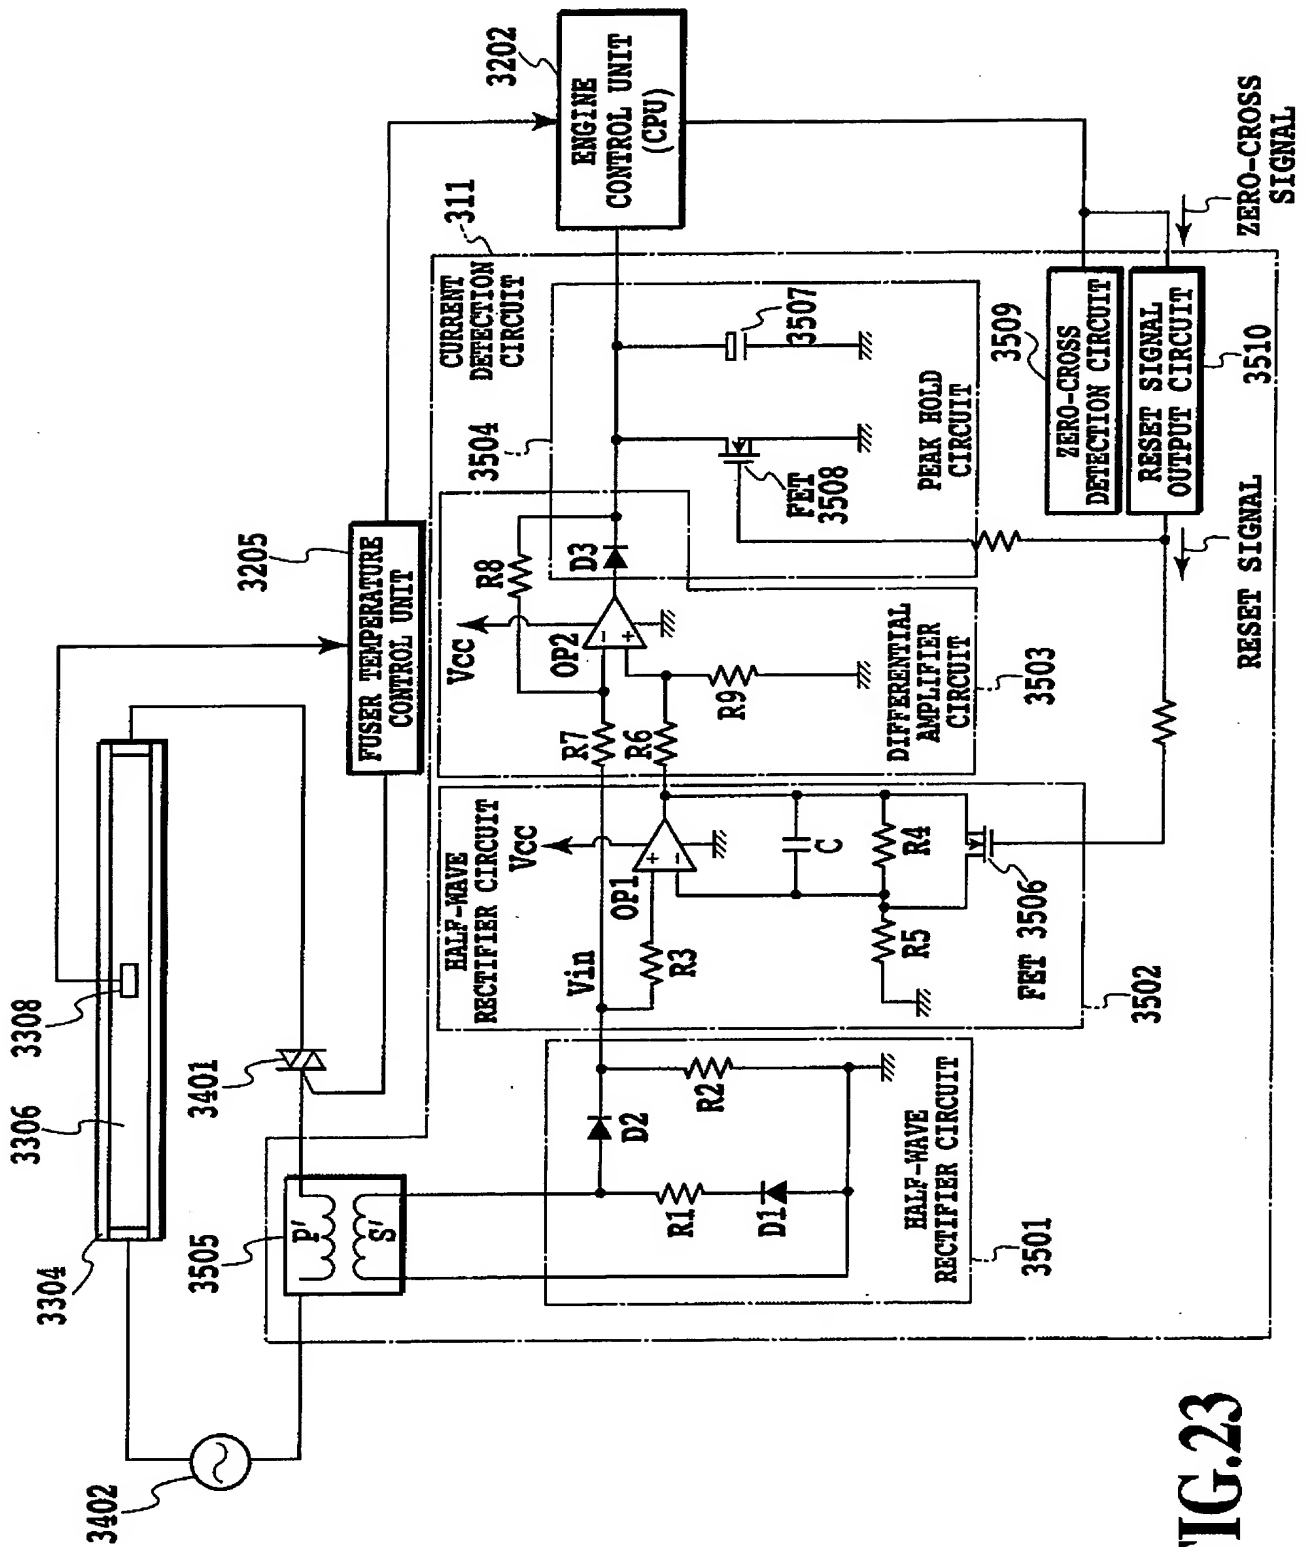 3402
3304
3306
3308
3401
3505
P'
S'
3205
FUSER TEMPERATURE
CONTROL UNIT
3202
ENGINE
CONTROL UNIT
(CPU)
311
CURRENT
DETECTION
CIRCUIT
D2
R1
D1
R2
HALF-WAVE
RECTIFIER CIRCUIT
3501
HALF-WAVE
RECTIFIER CIRCUIT
Vin
VCC
OP1
+
-
R3
C
R4
R5
FET 3506
3502
VCC
R7
R6
R8
OP2
-
+
R9
DIFFERENTIAL
AMPLIFIER
CIRCUIT
3503
3504
D3
FET
3508
3507
PEAK HOLD
CIRCUIT
3509
ZERO-CROSS
DETECTION CIRCUIT
RESET SIGNAL
OUTPUT CIRCUIT
3510
RESET SIGNAL
ZERO-CROSS
SIGNAL
FIG.23